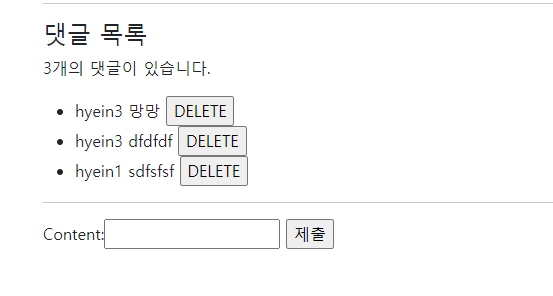 댓글 목록
3개의 댓글이 있습니다.
hyein3 망망 DELETE
hyein3 dfdfdf DELETE
hyein1 sdfsfsf DELETE
Content: 제출